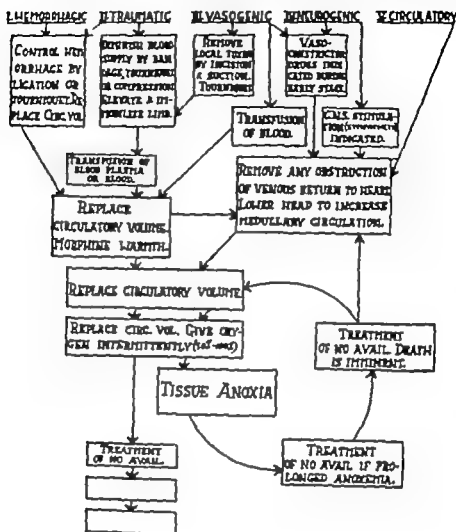 I. HEMORRHAGIC
II TRAUMATIC
III VASOGENIC
IV NEUROGENIC
V CIRCULATORY
CONTROL HEM-
ORRHAGE BY
LIGATION OR
TOURNIQUET. RE-
PLACE CIRC. VOL.
BLOOD
SUPPLY BY BAN-
DAGE, TOURNIQUET
OR COMPRESSION.
ELEVATE & IM-
MOBILIZE LIMB.
REMOVE
LOCAL TOXINS
BY INCISION
& SUCTION.
TOURNIQUET
VASO-
CONSTRICTING
DRUGS INDI-
CATED DURING
EARLY STAGE.
TRANSFUSION
OF BLOOD.
C.N.S. STIMULA-
TION
INDICATED.
TRANSFUSION OF
BLOOD PLASMA
OR BLOOD.
REPLACE
CIRCULATORY VOLUME.
MORPHINE WARMTH.
REMOVE ANY OBSTRUCTION
OF VENOUS RETURN TO HEART.
LOWER HEAD TO INCREASE
MEDULLARY CIRCULATION.
REPLACE CIRCULATORY VOLUME.
REPLACE CIRC. VOL. GIVE OXY-
GEN INTERMITTENTLY
TISSUE ANOXIA
TREATMENT
OF NO AVAIL. DEATH
IS IMMINENT.
TREATMENT
OF NO AVAIL.
TREATMENT
OF NO AVAIL IF PRO-
LONGED ANOXEMIA.